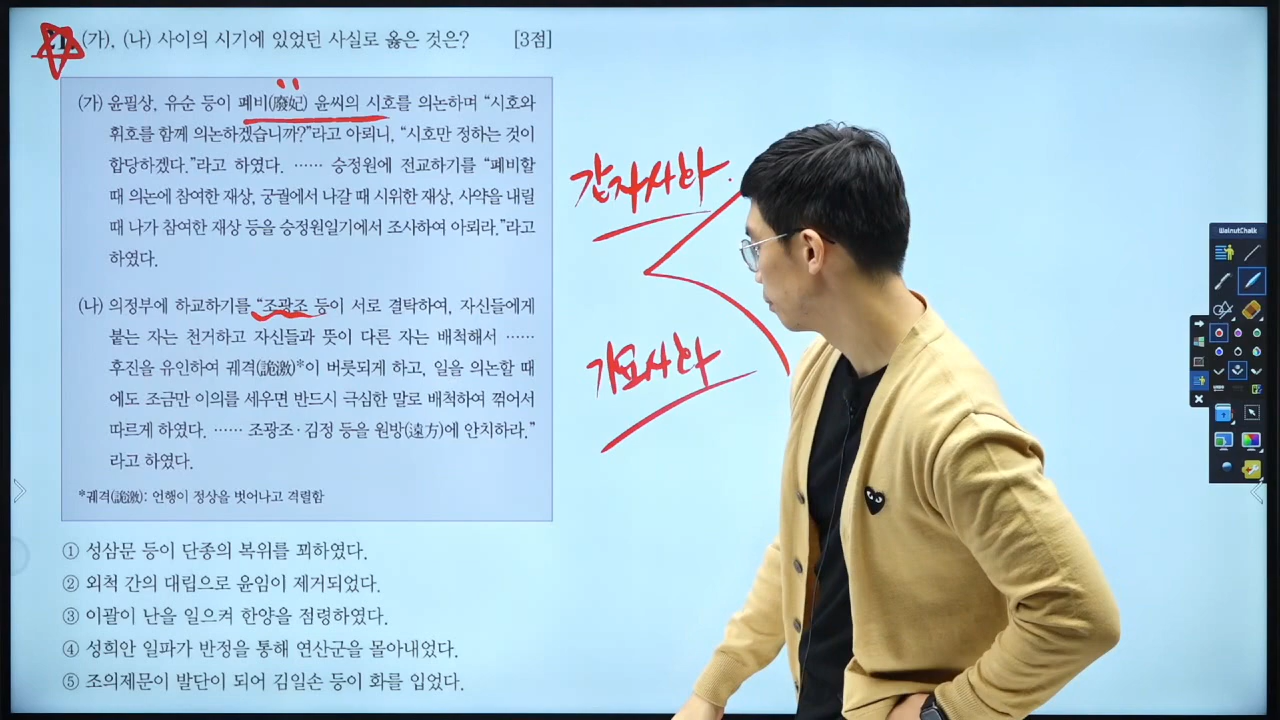 (가), (나) 사이의 시기에 있었던 사실로 옳은 것은? [3점]
(가) 윤필상, 유순 등이 폐비(廢妃) 윤씨의 시호를 의논하며 “시호와
휘호를 함께 의논하겠습니까?”라고 아뢰니, “시호만 정하는 것이
합당하겠다.”라고 하였다. …… 승정원에 전교하기를 “폐비할
때 의논에 참여한 재상, 궁궐에서 나갈 때 시위한 재상, 사약을 내릴
때 나가 참여한 재상 등을 승정원일기에서 조사하여 아뢰라.”라고
하였다.
(나) 의정부에 하교하기를 “조광조 등이 서로 결탁하여, 자신들에게
붙는 자는 천거하고 자신들과 뜻이 다른 자는 배척해서 ……
후진을 유인하여 궤격(詭激)*이 버릇되게 하고, 일을 의논할 때
에도 조금만 이의를 세우면 반드시 극심한 말로 배척하여 꺾어서
따르게 하였다. …… 조광조·김정 등을 원방(遠方)에 안치하라.”
라고 하였다.
*궤격(詭激): 언행이 정상을 벗어나고 격렬함
① 성삼문 등이 단종의 복위를 꾀하였다.
② 외척 간의 대립으로 윤임이 제거되었다.
③ 이괄이 난을 일으켜 한양을 점령하였다.
④ 성희안 일파가 반정을 통해 연산군을 몰아내었다.
⑤ 조의제문이 발단이 되어 김일손 등이 화를 입었다.
갑자사화
기묘사화
WalnutChalk